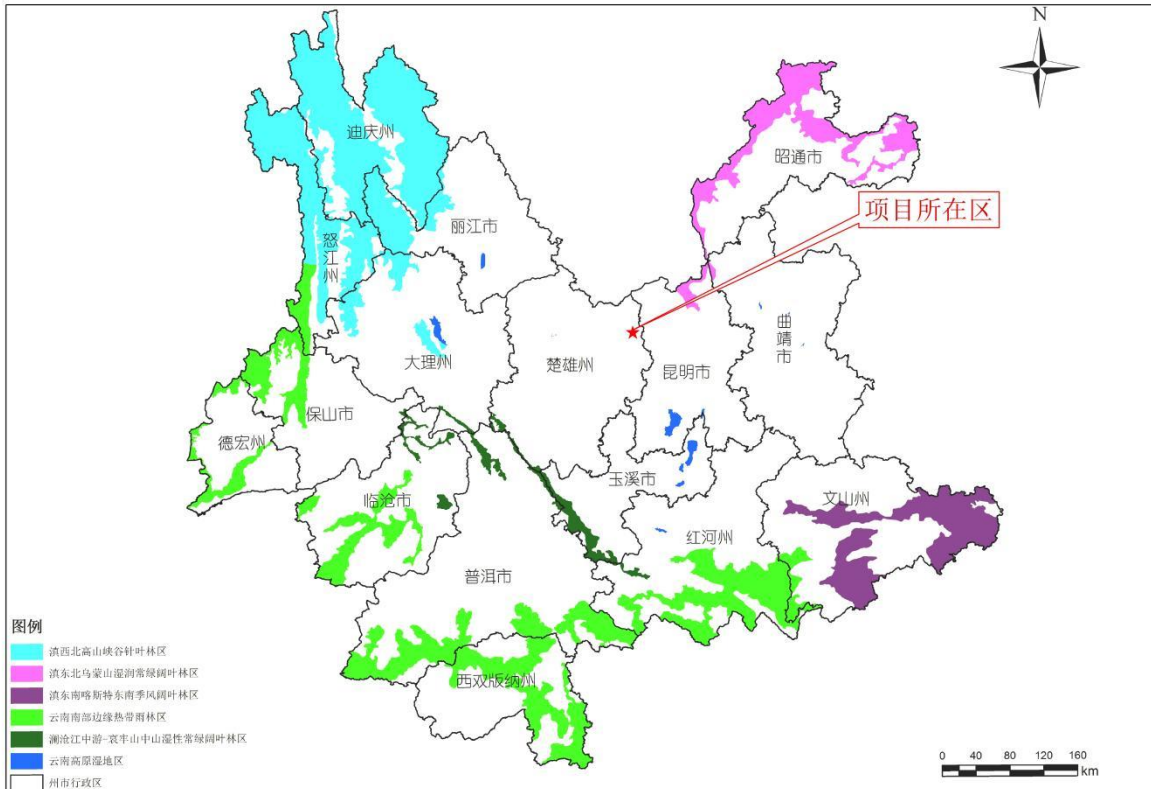 N
迪庆州
昭通市
项目所在区
丽江市
怒江州
曲靖市
大理州
楚雄州
昆明市
保山市
德宏州
玉溪市
临沧市
文山州
红河州
普洱市
西双版纳州
图例
滇西北高山峡谷针叶林区
滇东北乌蒙山湿润常绿阔叶林区
滇东南喀斯特东南季风阔叶林区
云南南部边缘热带雨林区
澜沧江中游-哀牢山中山湿性常绿阔叶林区
云南高原湿地区
州市行政区
0 20 40 80 120 160
km